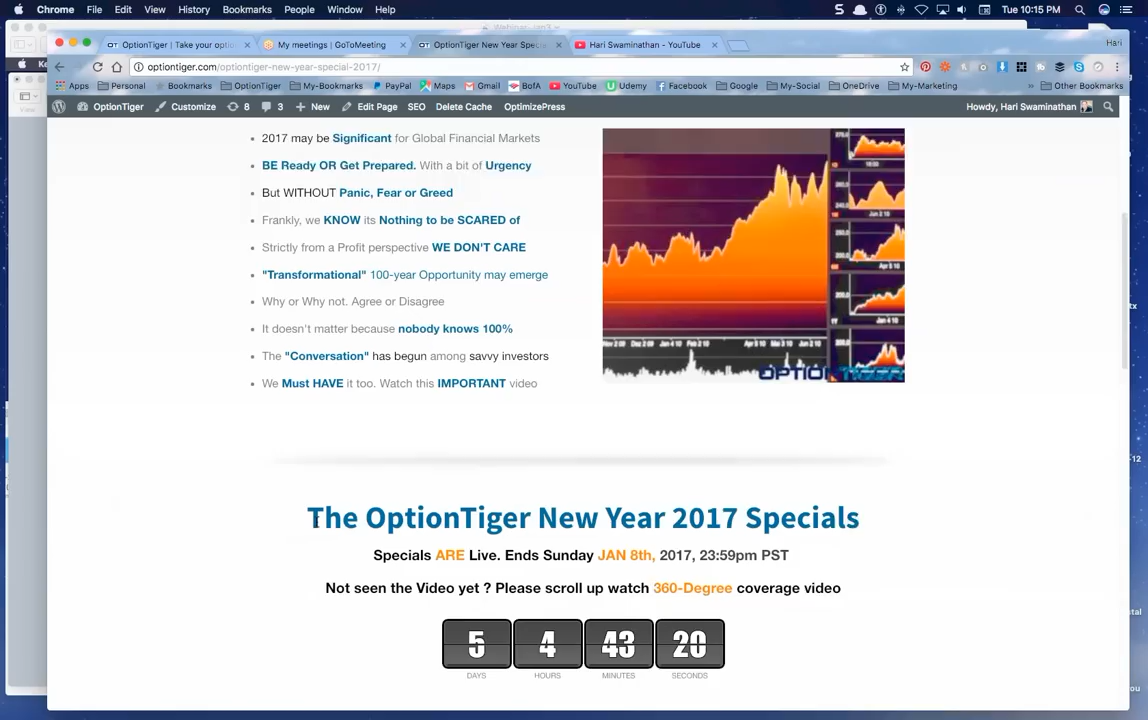 Chrome File Edit View History Bookmarks People Window Help
Tue 10:15 PM
OptionTiger | Take your optio
My meetings | GoToMeeting
OptionTiger New Year Speci
Hari Swaminathan - YouTube
Hari
optiontiger.com/optiontiger-new-year-special-2017/
Apps Personal Bookmarks OptionTiger My-Bookmarks PayPal Maps Gmail BofA YouTube Udemy Facebook Google My-Social OneDrive My-Marketing » Other Bookmarks
OptionTiger Customize 8 3 + New Edit Page SEO Delete Cache OptimizePress Howdy, Hari Swaminathan
2017 may be Significant for Global Financial Markets
BE Ready OR Get Prepared. With a bit of Urgency
But WITHOUT Panic, Fear or Greed
Frankly, we KNOW its Nothing to be SCARED of
Strictly from a Profit perspective WE DON'T CARE
"Transformational" 100-year Opportunity may emerge
Why or Why not. Agree or Disagree
It doesn't matter because nobody knows 100%
The "Conversation" has begun among savvy investors
We Must HAVE it too. Watch this IMPORTANT video
OPTIONTIGER
The OptionTiger New Year 2017 Specials
Specials ARE Live. Ends Sunday JAN 8th, 2017, 23:59pm PST
Not seen the Video yet ? Please scroll up watch 360-Degree coverage video
5 4 43 20
DAYS HOURS MINUTES SECONDS